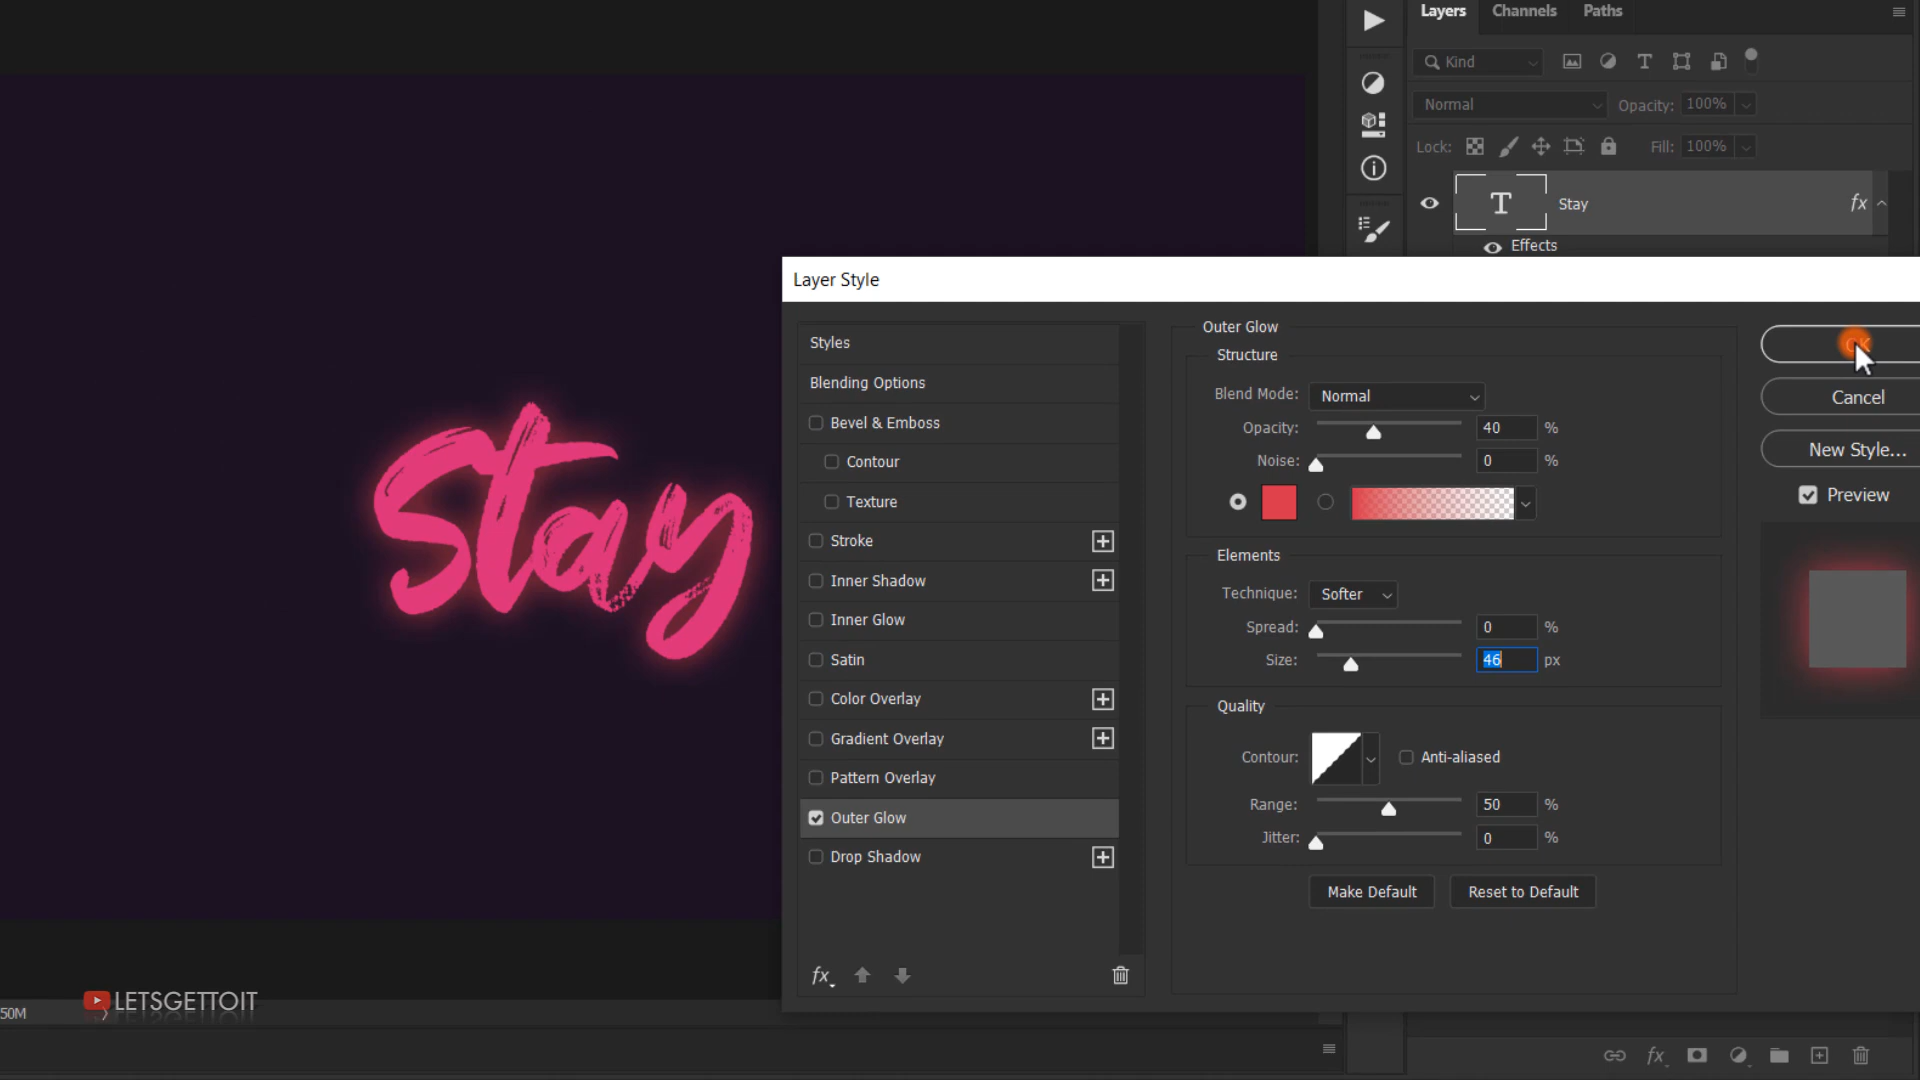 Layers Channels Paths
Kind
Normal Opacity: 100%
Lock: Fill: 100%
T Stay fx
Effects
Layer Style
Styles
Blending Options
Bevel & Emboss
Contour
Texture
Stroke
Inner Shadow
Inner Glow
Satin
Color Overlay
Gradient Overlay
Pattern Overlay
Outer Glow
Drop Shadow
fx
Outer Glow
Structure
Blend Mode: Normal
Opacity: 40 %
Noise: 0 %
Elements
Technique: Softer
Spread: 0 %
Size: 46 px
Quality
Contour: Anti-aliased
Range: 50 %
Jitter: 0 %
Make Default Reset to Default
OK
Cancel
New Style...
Preview
Stay
LETSGETTOIT
50M
fx